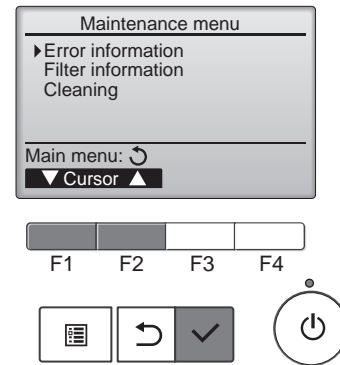 Maintenance menu
Error information
Filter information
Cleaning
Main menu:
▼ Cursor ▲
F1 F2 F3 F4